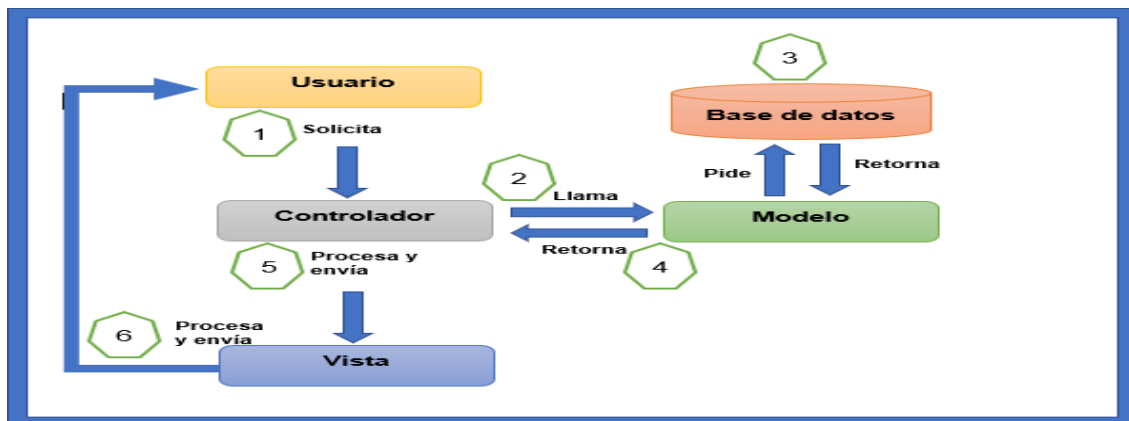 Usuario
3
Base de datos
1
Solicita
Pide
Retorna
2
Llama
Controlador
Modelo
Retorna
4
5
Procesa y
envía
6
Procesa
y envía
Vista